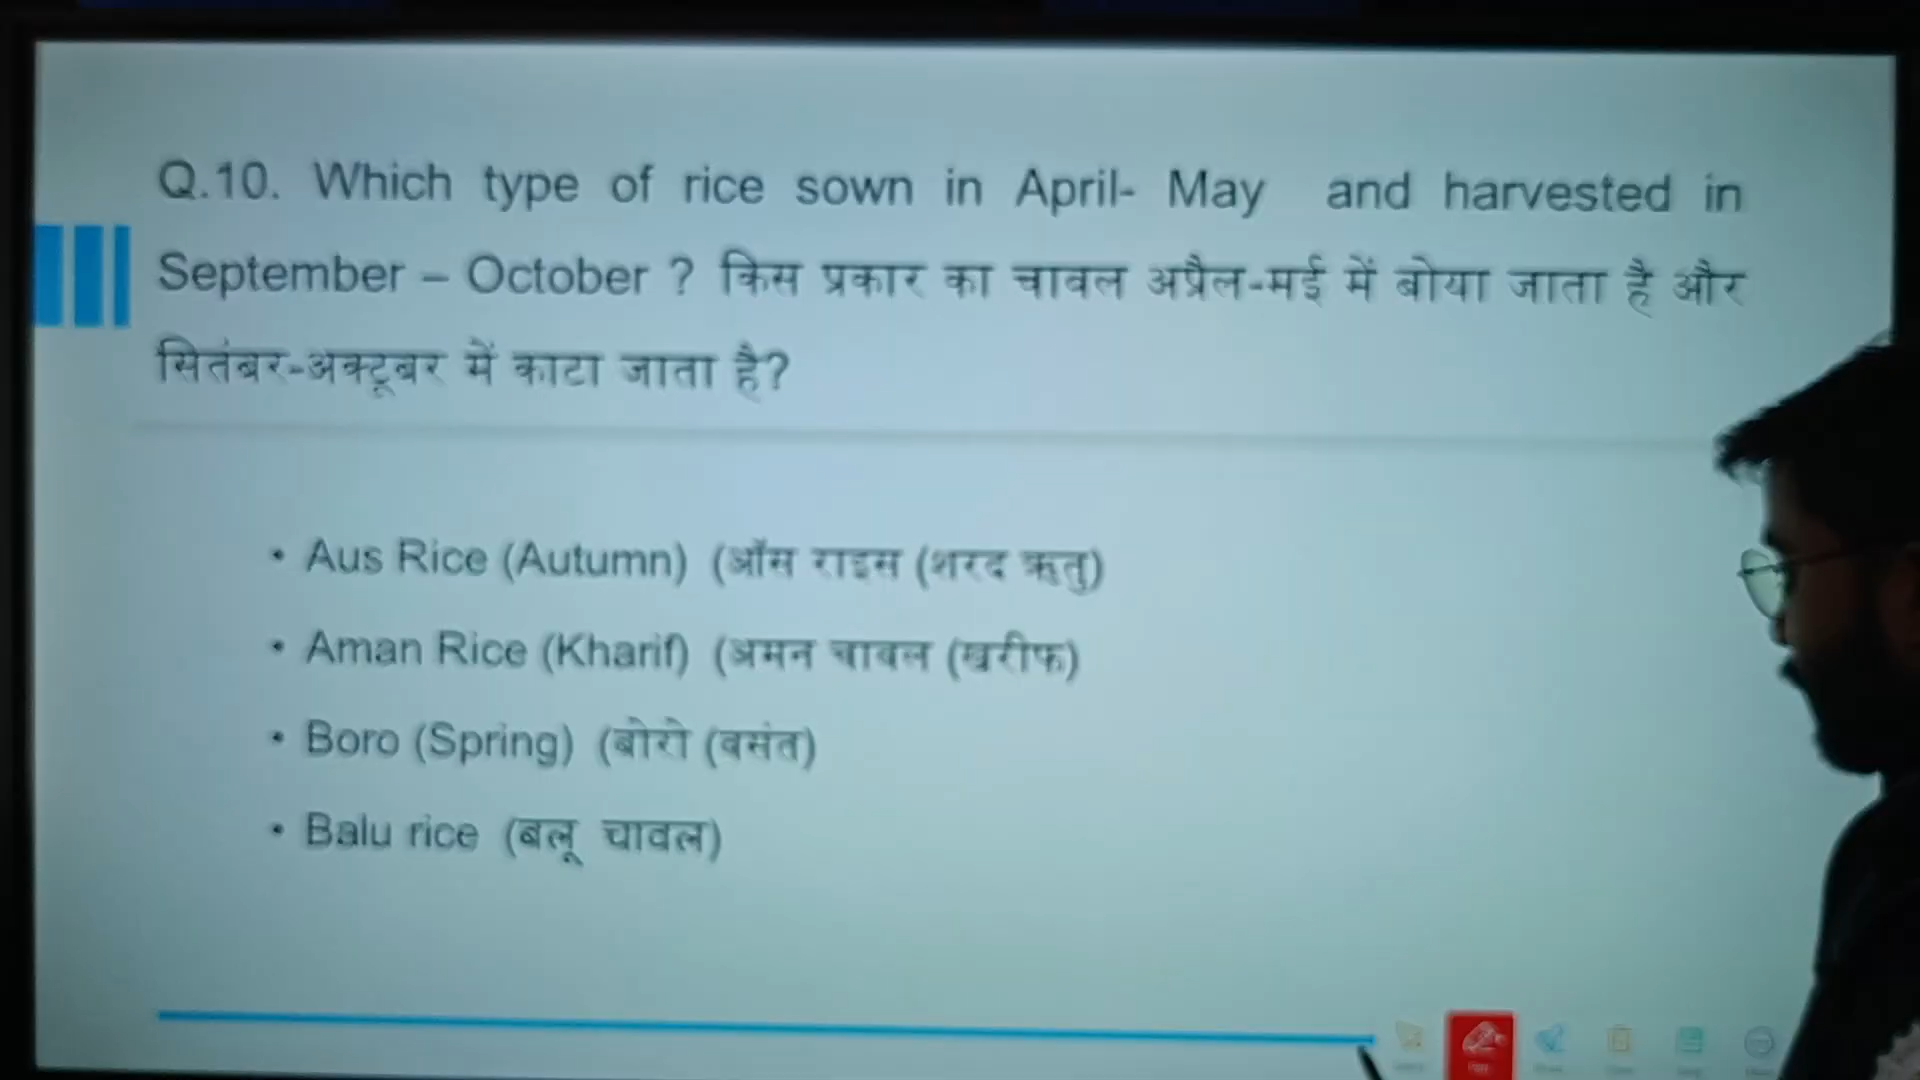 Q.10. Which type of rice sown in April- May and harvested in
September – October ? किस प्रकार का चावल अप्रैल-मई में बोया जाता है और
सितंबर-अक्टूबर में काटा जाता है?
• Aus Rice (Autumn) (ऑस राइस (शरद ऋतु)
• Aman Rice (Kharif) (अमन चावल (खरीफ)
• Boro (Spring) (बोरो (वसंत)
• Balu rice (बलू चावल)